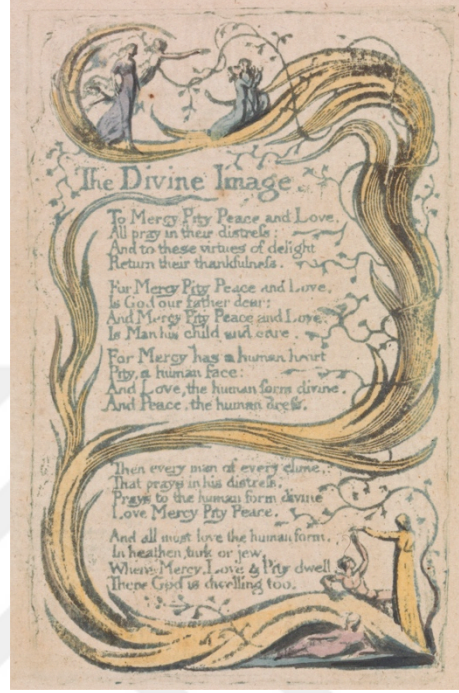 The Divine Image
To Mercy Pity Peace and Love,
All pray in their distreſs:
And to these virtues of delight
Return their thankfulneſs.
For Mercy Pity Peace and Love,
Is God our father dear:
And Mercy Pity Peace and Love,
Is Man his child and care.
For Mercy has a human heart
Pity, a human face:
And Love, the human form divine,
And Peace, the human dreſs.
Then every man of every clime,
That prays in his distreſs,
Prays to the human form divine
Love Mercy Pity Peace.
And all must love the human form,
In heathen, turk or jew,
Where Mercy, Love & Pity dwell,
There God is dwelling too.